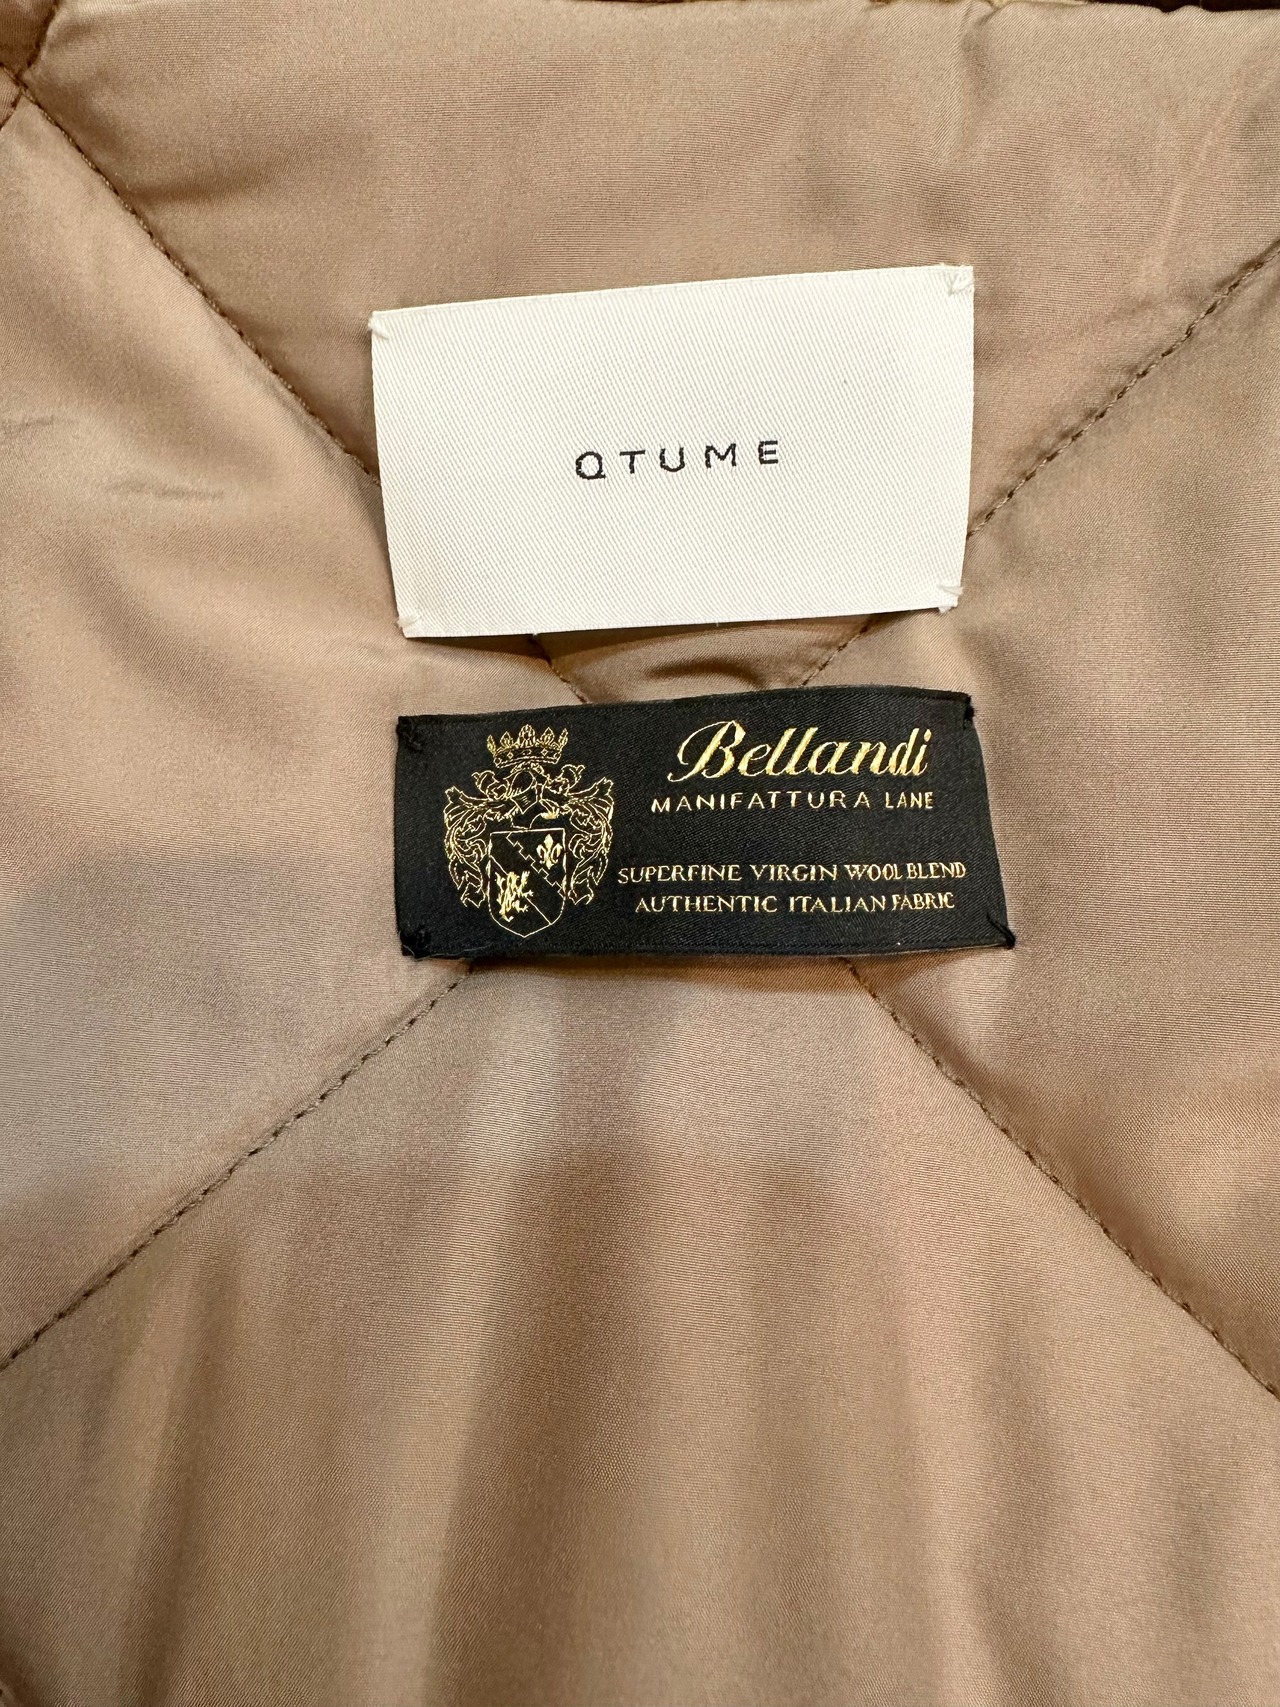 QTUME
Bellandi
MANIFATTURA LANE
SUPERFINE VIRGIN WOOL BLEND
AUTHENTIC ITALIAN FABRIC